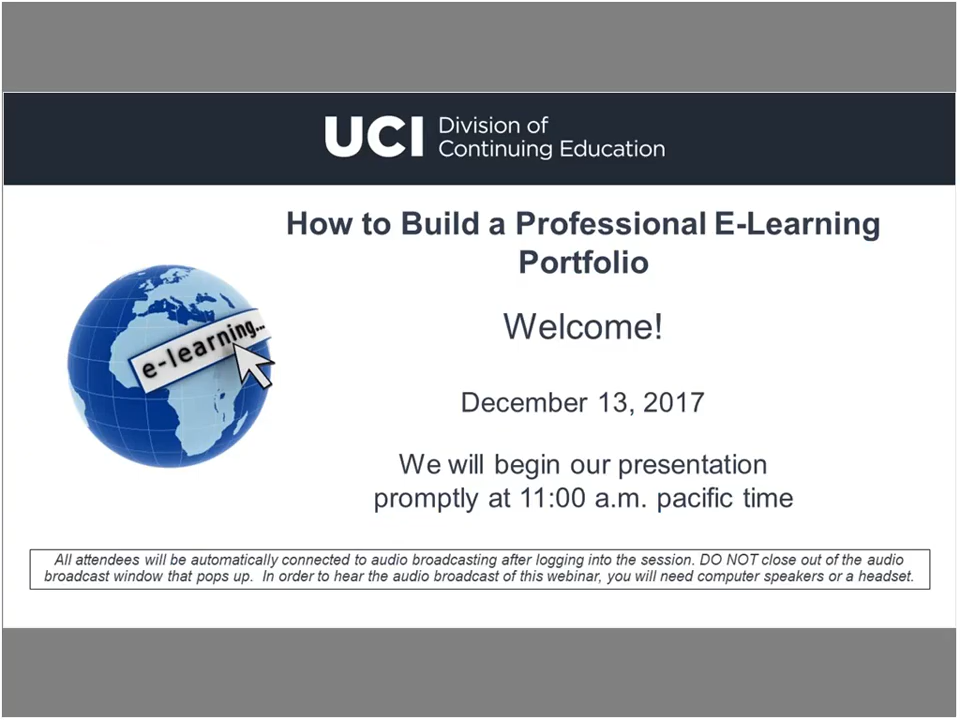 UCI Division of
Continuing Education
How to Build a Professional E-Learning
Portfolio
Welcome!
e-learning...
December 13, 2017
We will begin our presentation
promptly at 11:00 a.m. pacific time
All attendees will be automatically connected to audio broadcasting after logging into the session. DO NOT close out of the audio
broadcast window that pops up. In order to hear the audio broadcast of this webinar, you will need computer speakers or a headset.